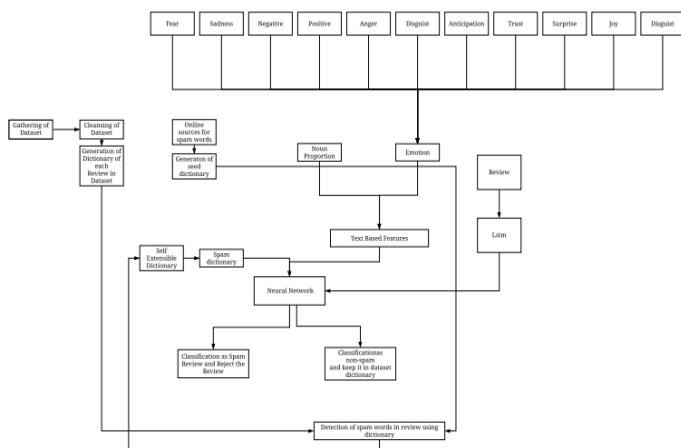 Fear
Sadness
Negative
Positive
Anger
Disguist
Anticipation
Trust
Surprise
Joy
Disguist
Gathering of
Dataset
Cleansing of
Dataset
Online
sources for
spam words
Generation of
Dictionary of
each
Review in
Dataset
Generaton of
seed
dictionary
Noun
Proportion
Emotion
Review
Text Based Features
Lstm
Self
Extensible
Dictionary
Spam
dictionary
Neural Network
Classification as Spam
Review and Reject the
Review
Classificationas
non-spam
and keep it in dataset
dictionary
Detection of spam words in review using
dictionary